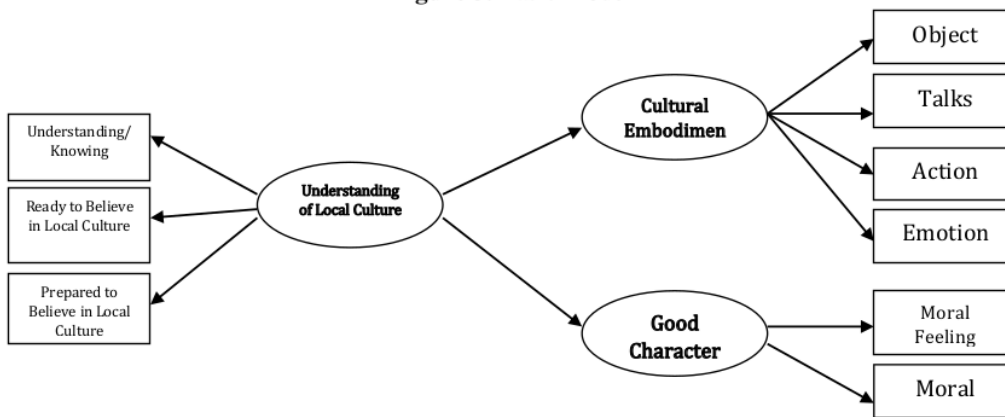 Object
Talks
Action
Emotion
Cultural
Embodimen
Understanding/
Knowing
Ready to Believe
in Local Culture
Prepared to
Believe in Local
Culture
Understanding
of Local Culture
Good
Character
Moral
Feeling
Moral